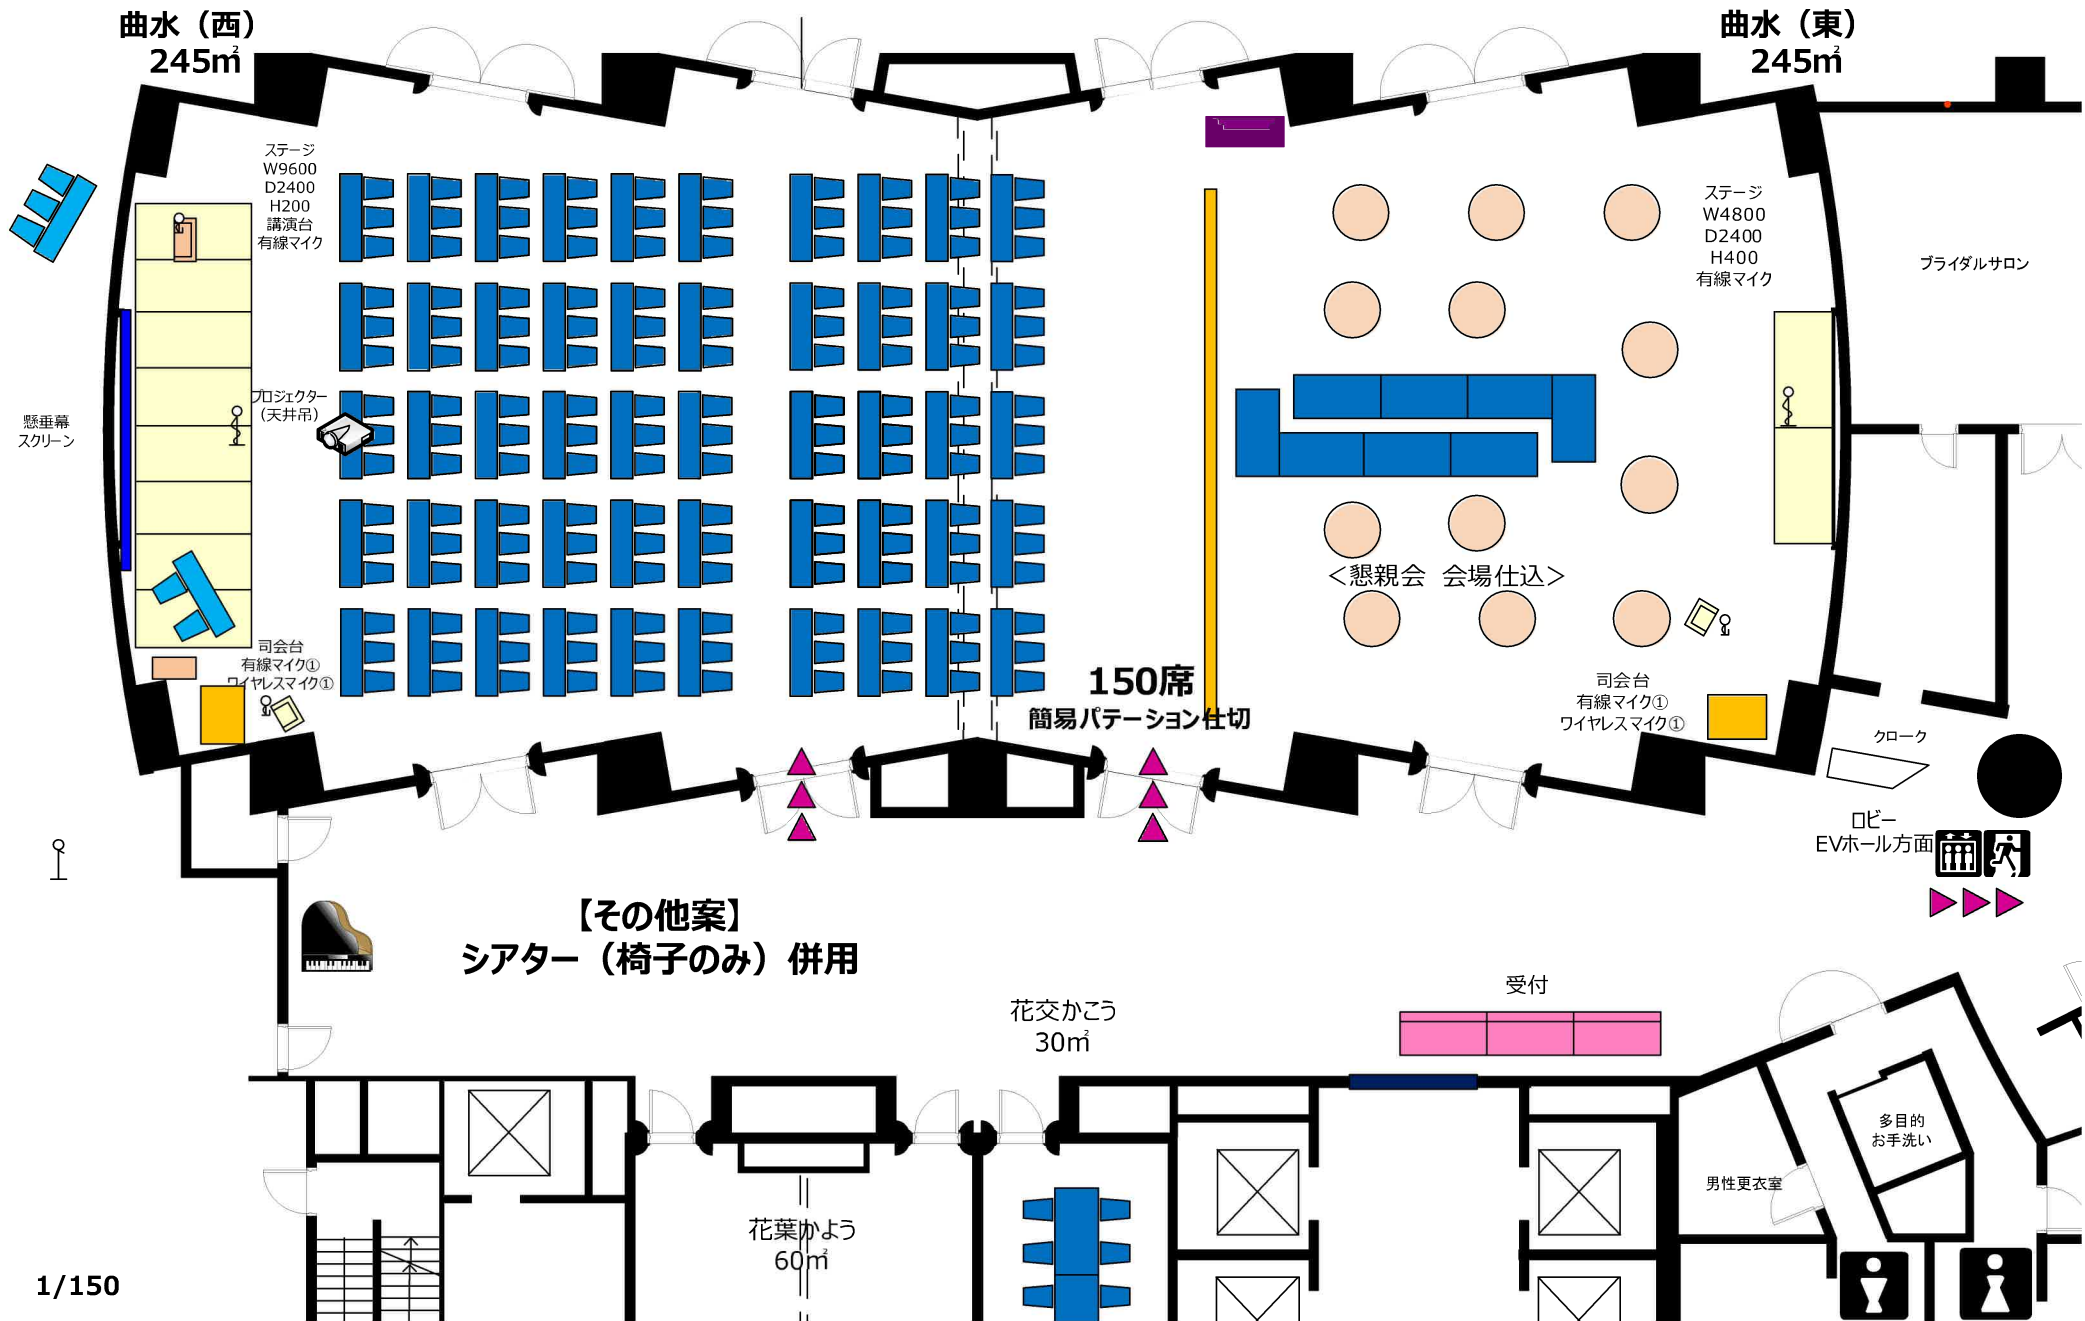 曲水（西）
245㎡
曲水（東）
245㎡
ステージ
W9600
D2400
H200
講演台
有線マイク
ステージ
W4800
D2400
H400
有線マイク
ブライダルサロン
プロジェクター
（天井吊）
懸垂幕
スクリーン
＜懇親会　会場仕込＞
司会台
有線マイク①
ワイヤレスマイク①
150席
簡易パテーション仕切
司会台
有線マイク①
ワイヤレスマイク①
クローク
ロビー
EVホール方面
【その他案】
シアター（椅子のみ）併用
受付
花交かこう
30㎡
多目的
お手洗い
男性更衣室
花葉かよう
60㎡
1/150